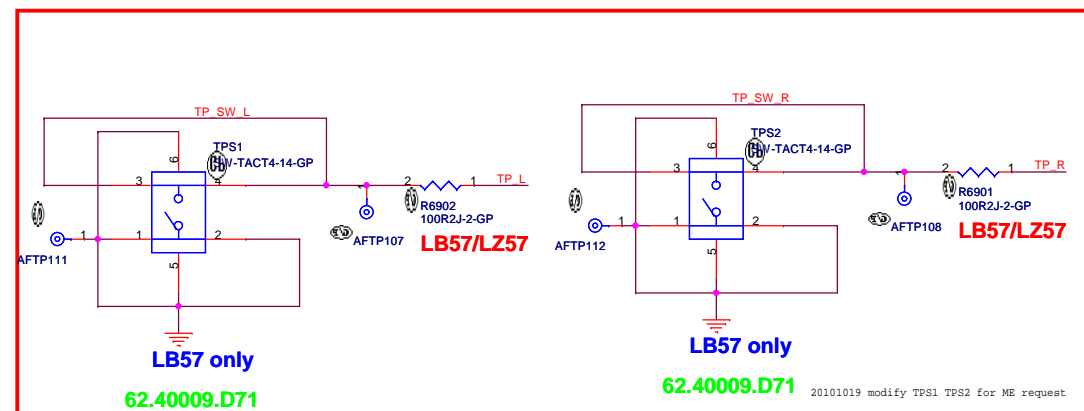 TP_SW_L
TPS1
SW-TACT4-14-GP
6
3
4
1
2
5
1
AFTP111
1
AFTP107
2
1
TP_L
R6902
100R2J-2-GP
LB57/LZ57
LB57 only
62.40009.D71
TP_SW_R
TPS2
SW-TACT4-14-GP
6
3
4
1
2
5
1
AFTP112
1
AFTP108
2
1
TP_R
R6901
100R2J-2-GP
LB57/LZ57
LB57 only
62.40009.D71
20101019 modify TPS1 TPS2 for ME request